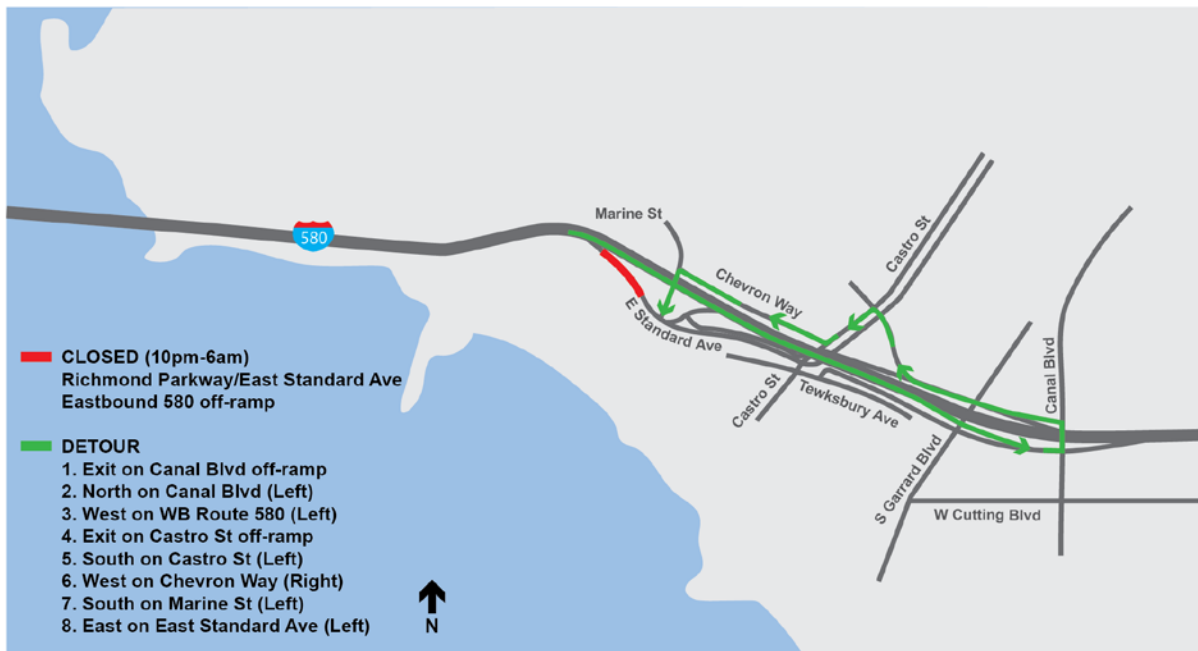 Marine St
580
Chevron Way
Castro St
E Standard Ave
Castro St
Tewksbury Ave
Canal Blvd
S Garrard Blvd
W Cutting Blvd
CLOSED (10pm-6am)
Richmond Parkway/East Standard Ave
Eastbound 580 off-ramp
DETOUR
1. Exit on Canal Blvd off-ramp
2. North on Canal Blvd (Left)
3. West on WB Route 580 (Left)
4. Exit on Castro St off-ramp
5. South on Castro St (Left)
6. West on Chevron Way (Right)
7. South on Marine St (Left)
8. East on East Standard Ave (Left)
N